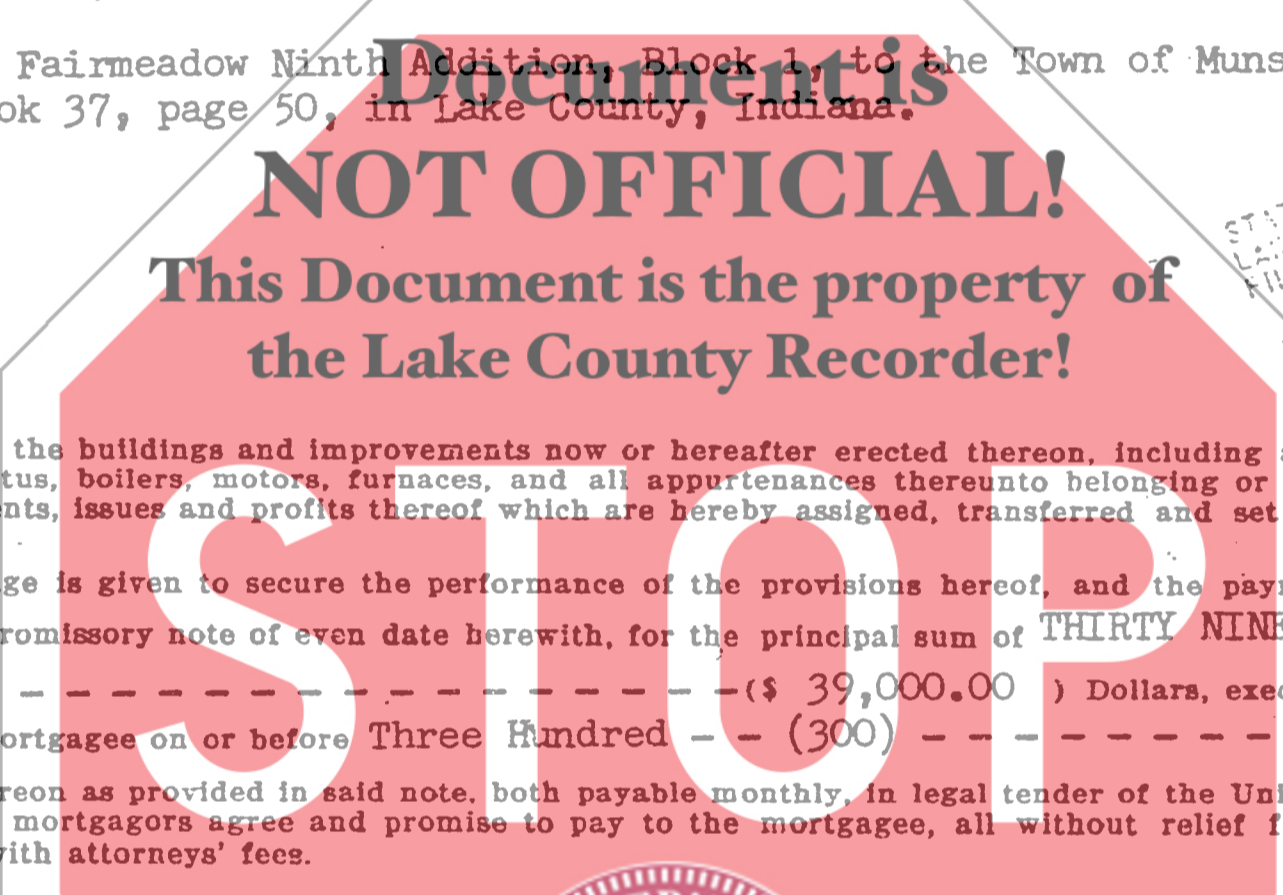 Fairmeadow Ninth Addition, Block 1, to the Town of Muns
ok 37, page 50, in Lake County, Indiana.
Document is
NOT OFFICIAL!
This Document is the property of
the Lake County Recorder!
the buildings and improvements now or hereafter erected thereon, including
tus, boilers, motors, furnaces, and all appurtenances thereunto belonging or
nts, issues and profits thereof which are hereby assigned, transferred and set
STOP
ge is given to secure the performance of the provisions hereof, and the pay
romissory note of even date herewith, for the principal sum of THIRTY NINE
- - - - - - - - - - - - - - - - ($ 39,000.00 ) Dollars, exe
ortgagee on or before Three Hundred - - (300) - - - - - - - -
reon as provided in said note, both payable monthly, in legal tender of the Uni
mortgagors agree and promise to pay to the mortgagee, all without relief f
ith attorneys' fees.